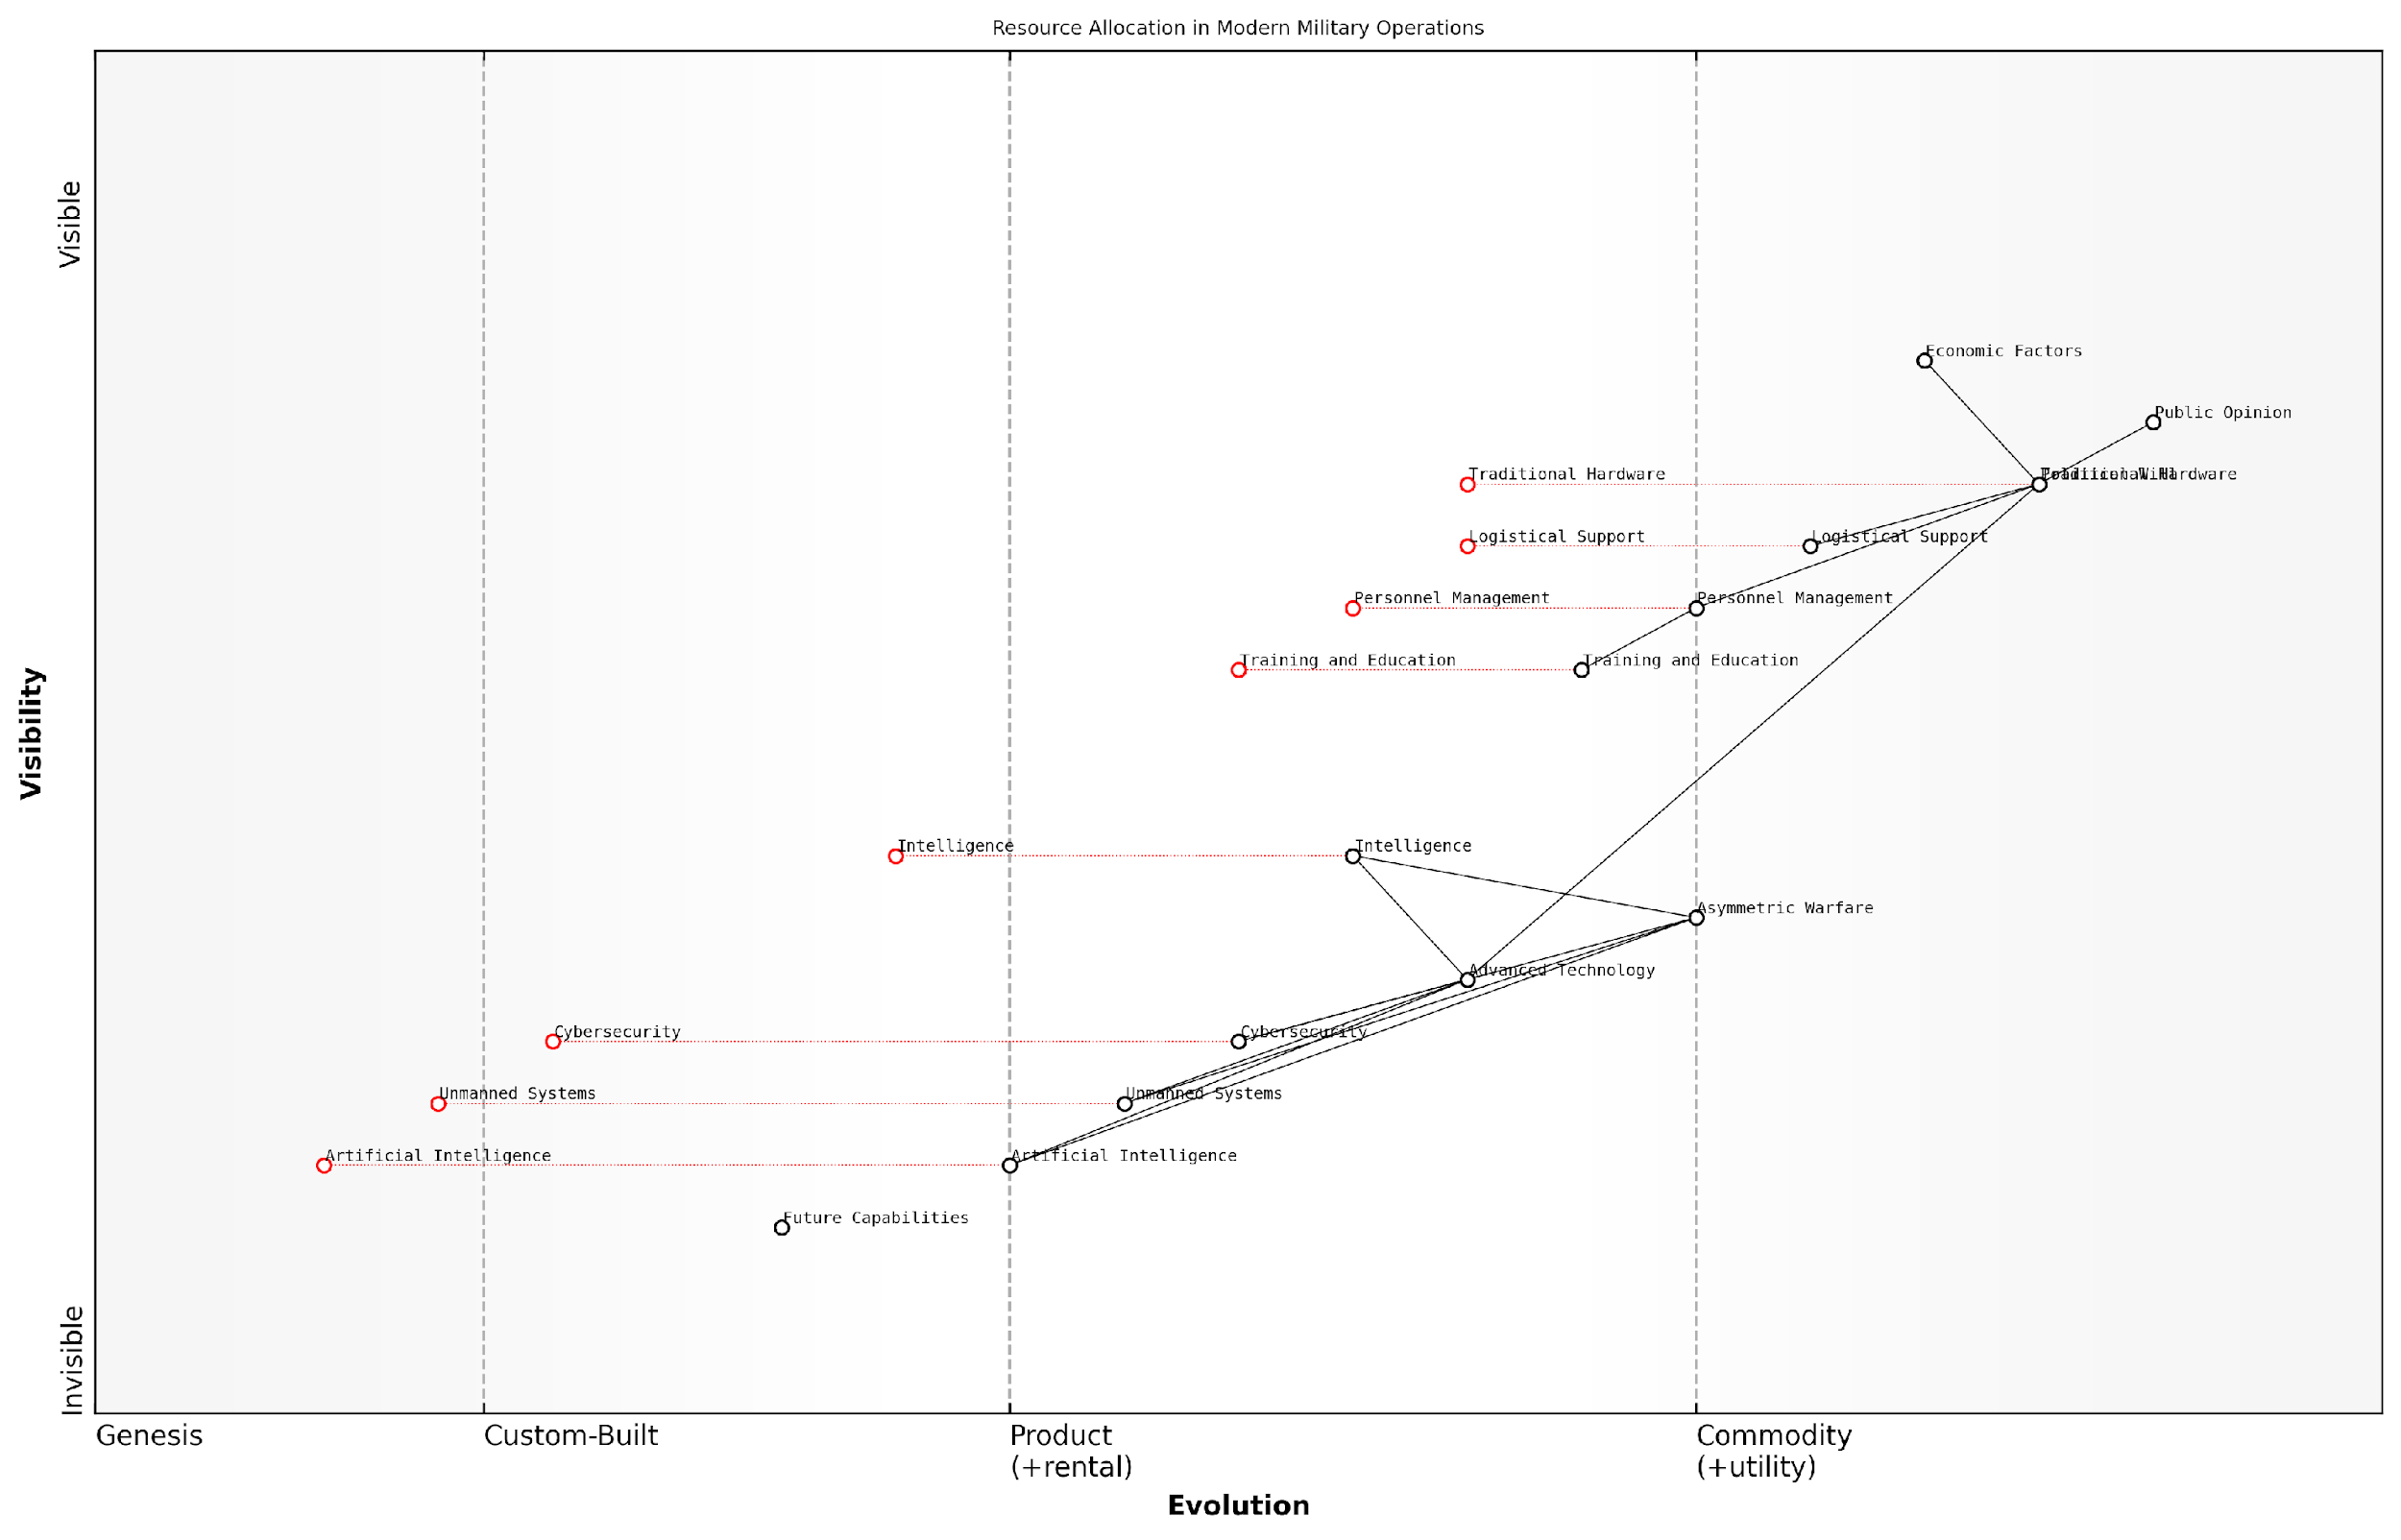 Resource Allocation in Modern Military Operations
Visible
Economic Factors
Public Opinion
Traditional Hardware
Hardware
Logistical Support
Logistical Support
Personnel Management
Personnel Management
Training and Education
Training and Education
Visibility
Intelligence
Intelligence
Asymmetric Warfare
Advanced Technology
Cybersecurity
Cybersecurity
Unmanned Systems
Unmanned Systems
Artificial Intelligence
Artificial Intelligence
Future Capabilities
Invisible
Genesis
Custom-Built
Product
(+rental)
Commodity
(+utility)
Evolution